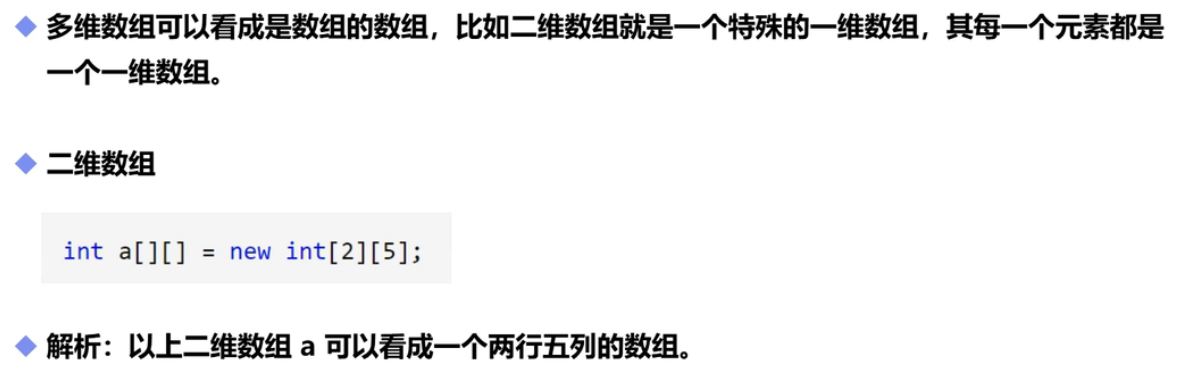 多维数组可以看成是数组的数组，比如二维数组就是一个特殊的一维数组，其每一个元素都是
一个一维数组。
二维数组
int a[][] = new int[2][5];
解析：以上二维数组 a 可以看成一个两行五列的数组。